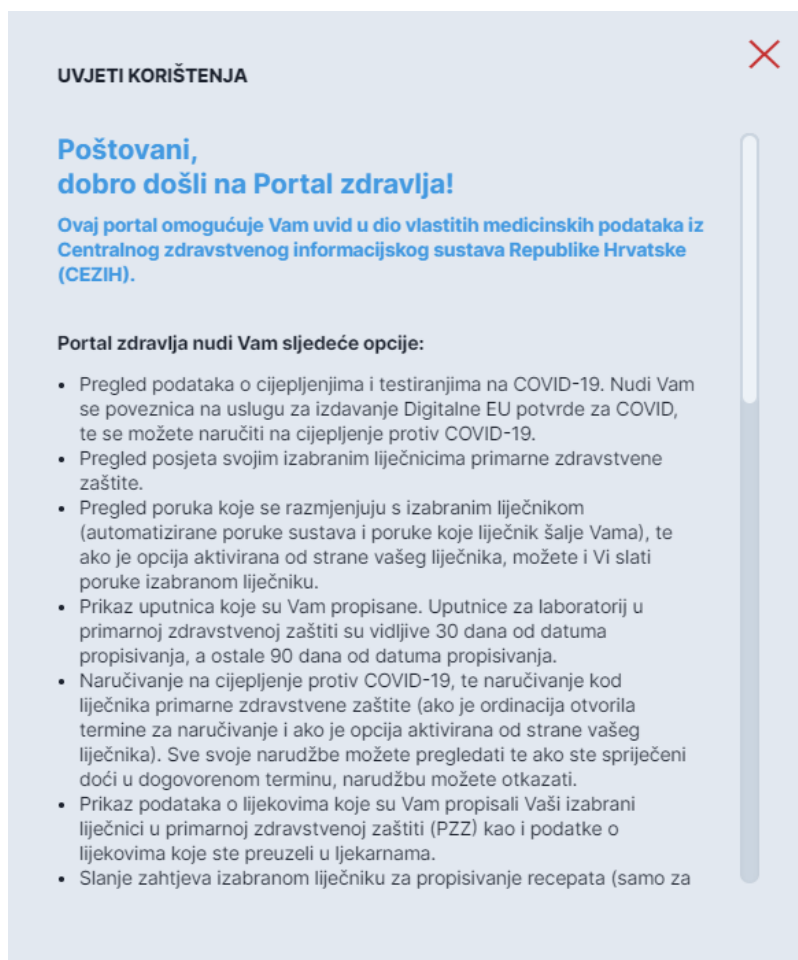 UVJETI KORIŠTENJA
Poštovani,
dobro došli na Portal zdravlja!
Ovaj portal omogućuje Vam uvid u dio vlastitih medicinskih podataka iz
Centralnog zdravstvenog informacijskog sustava Republike Hrvatske
(CEZIH).
Portal zdravlja nudi Vam sljedeće opcije:
• Pregled podataka o cijepljenjima i testiranjima na COVID-19. Nudi Vam
se poveznica na uslugu za izdavanje Digitalne EU potvrde za COVID,
te se možete naručiti na cijepljenje protiv COVID-19.
• Pregled posjeta svojim izabranim liječnicima primarne zdravstvene
zaštite.
• Pregled poruka koje se razmjenjuju s izabranim liječnikom
(automatizirane poruke sustava i poruke koje liječnik šalje Vama), te
ako je opcija aktivirana od strane vašeg liječnika, možete i Vi slati
poruke izabranom liječniku.
• Prikaz uputnica koje su Vam propisane. Uputnice za laboratorij u
primarnoj zdravstvenoj zaštiti su vidljive 30 dana od datuma
propisivanja, a ostale 90 dana od datuma propisivanja.
• Naručivanje na cijepljenje protiv COVID-19, te naručivanje kod
liječnika primarne zdravstvene zaštite (ako je ordinacija otvorila
termine za naručivanje i ako je opcija aktivirana od strane vašeg
liječnika). Sve svoje narudžbe možete pregledati te ako ste spriječeni
doći u dogovorenom terminu, narudžbu možete otkazati.
• Prikaz podataka o lijekovima koje su Vam propisali Vaši izabrani
liječnici u primarnoj zdravstvenoj zaštiti (PZZ) kao i podatke o
lijekovima koje ste preuzeli u ljekarnama.
• Slanje zahtjeva izabranom liječniku za propisivanje recepata (samo za